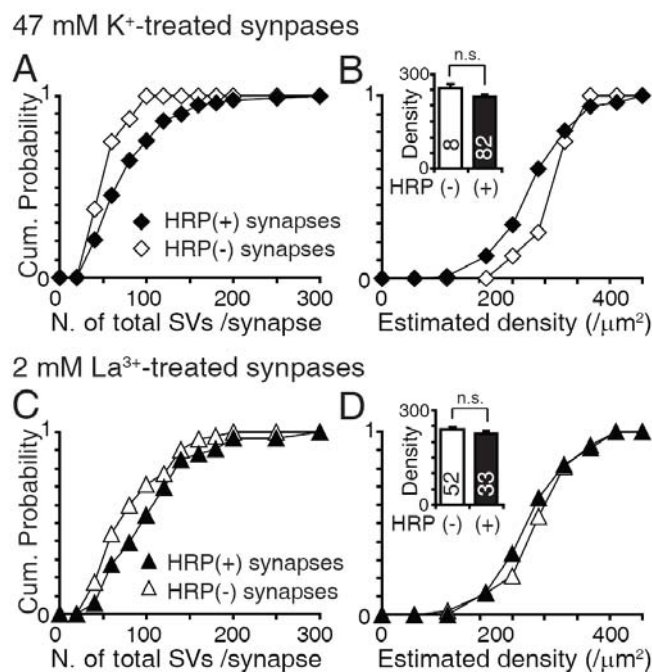 47 mM K⁺-treated synpases
A
Cum. Probability
1
0
0 100 200 300
N. of total SVs /synapse
HRP(+) synapses
HRP(-) synapses
B
1
0
0 200 400
Estimated density (/μm²)
n.s.
Density
300
0
8
82
HRP (-) (+)
2 mM La³⁺-treated synpases
C
Cum. Probability
1
0
0 100 200 300
N. of total SVs /synapse
HRP(+) synapses
HRP(-) synapses
D
1
0
0 200 400
Estimated density (/μm²)
n.s.
Density
300
0
52
33
HRP (-) (+)